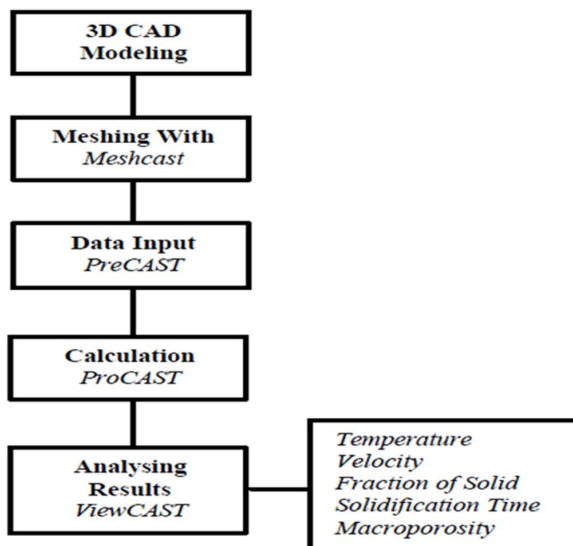 3D CAD
Modeling
Meshing With
Meshcast
Data Input
PreCAST
Calculation
ProCAST
Analysing
Results
ViewCAST
Temperature
Velocity
Fraction of Solid
Solidification Time
Macroporosity